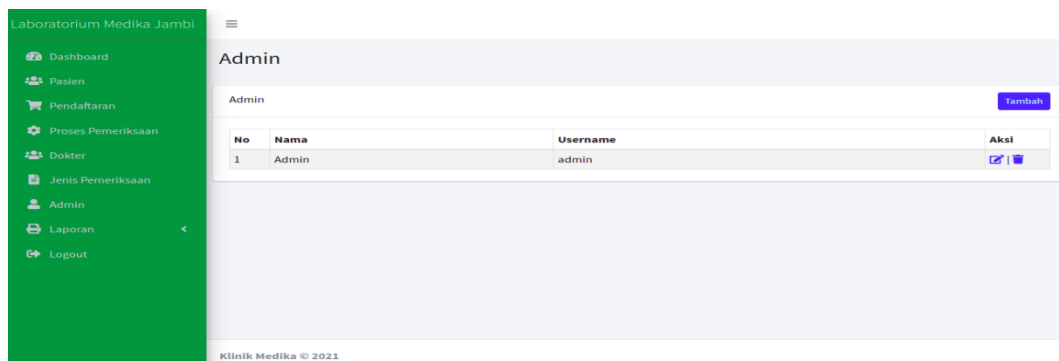 Laboratorium Medika Jambi
Dashboard
Pasien
Pendaftaran
Proses Pemeriksaan
Dokter
Jenis Pemeriksaan
Admin
Laporan
Logout
Admin
Admin Tambah
No Nama Username Aksi
1 Admin admin |
Klinik Medika © 2021